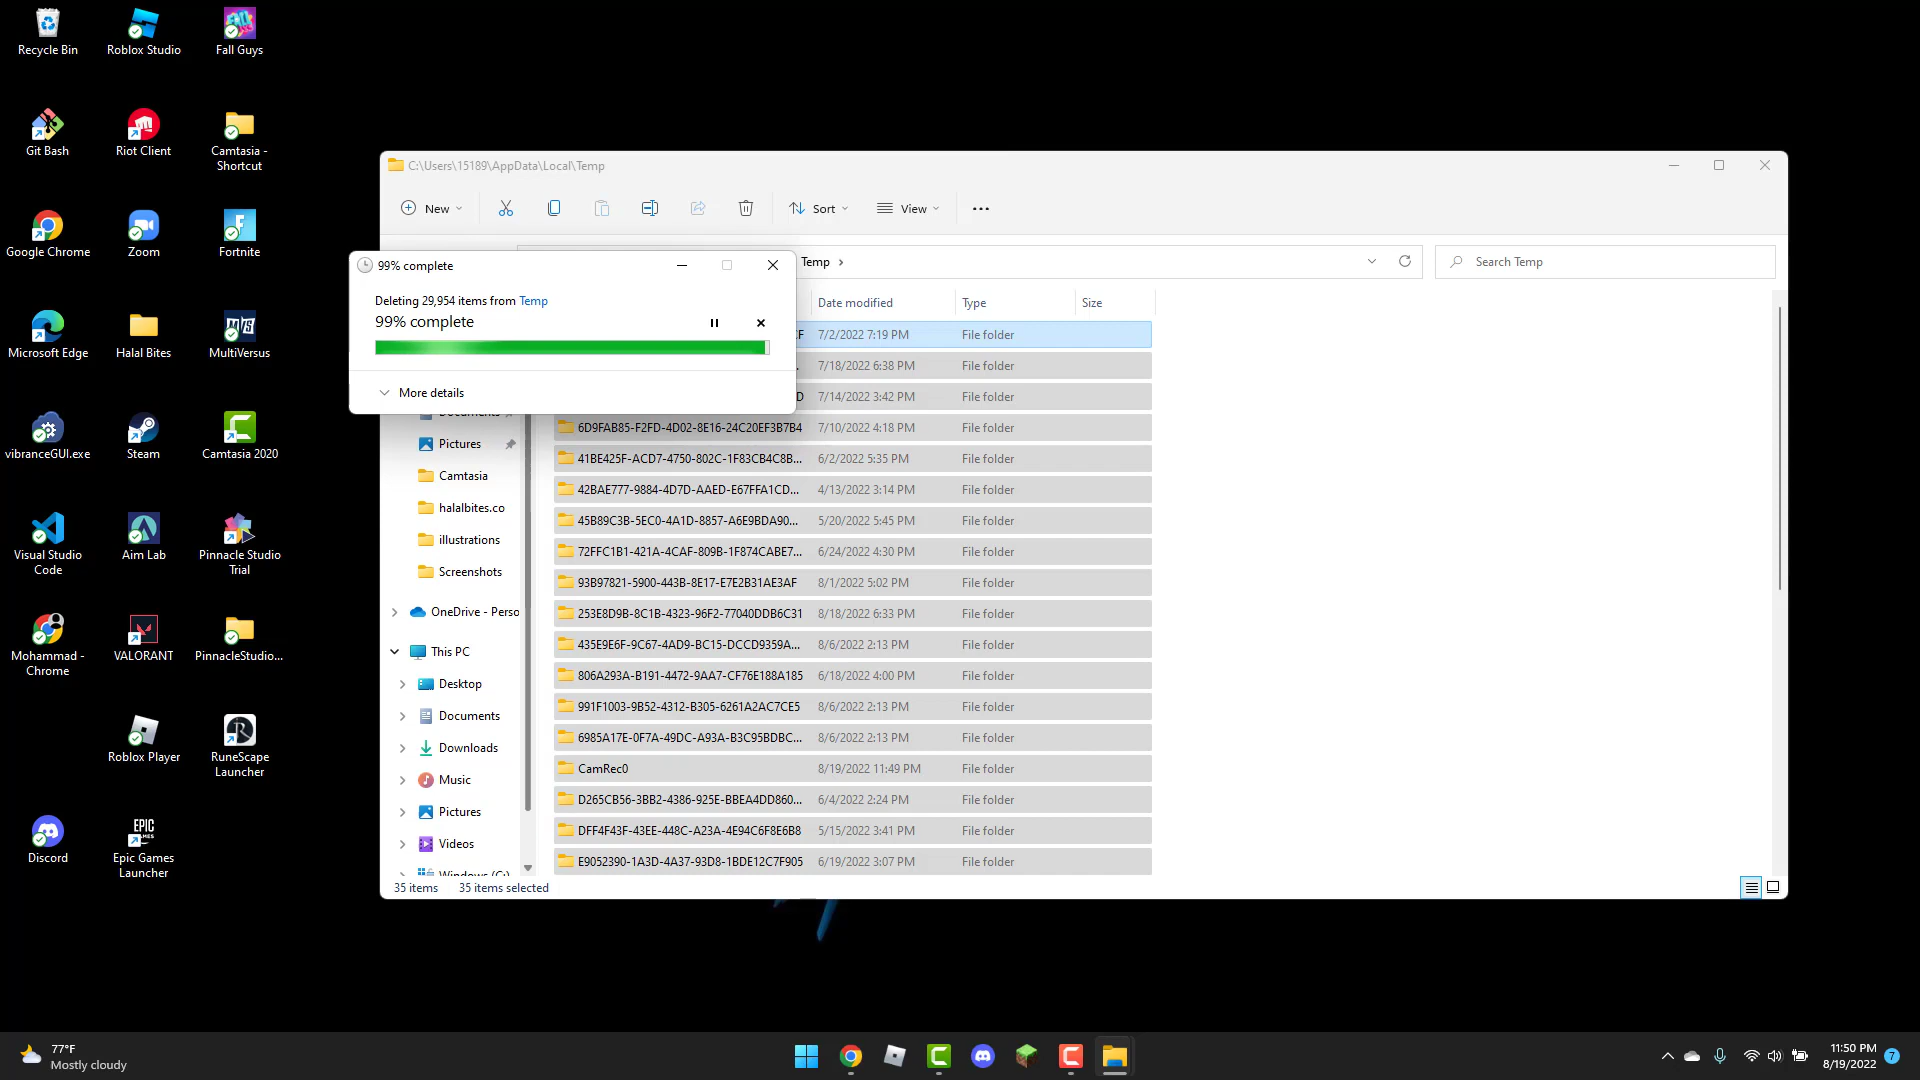 Recycle Bin
Roblox Studio
Fall Guys
Git Bash
Riot Client
Camtasia -
Shortcut
Google Chrome
Zoom
Fortnite
Microsoft Edge
Halal Bites
MultiVersus
vibranceGUI.exe
Steam
Camtasia 2020
Visual Studio
Code
Aim Lab
Pinnacle Studio
Trial
Mohammad -
Chrome
VALORANT
PinnacleStudio...
Roblox Player
RuneScape
Launcher
Discord
EPIC
GAMES
Epic Games
Launcher
C:\Users\15189\AppData\Local\Temp
New
Sort
View
Temp
Search Temp
99% complete
Deleting 29,954 items from Temp
99% complete
More details
Date modified Type Size
7/2/2022 7:19 PM File folder
7/18/2022 6:38 PM File folder
7/14/2022 3:42 PM File folder
6D9FAB85-F2FD-4D02-8E16-24C20EF3B7B4 7/10/2022 4:18 PM File folder
41BE425F-ACD7-4750-802C-1F83CB4C8B... 6/2/2022 5:35 PM File folder
42BAE777-9884-4D7D-AAED-E67FFA1CD... 4/13/2022 3:14 PM File folder
45B89C3B-5EC0-4A1D-8857-A6E9BDA90... 5/20/2022 5:45 PM File folder
72FFC1B1-421A-4CAF-809B-1F874CABE7... 6/24/2022 4:30 PM File folder
93B97821-5900-443B-8E17-E7E2B31AE3AF 8/1/2022 5:02 PM File folder
253E8D9B-8C1B-4323-96F2-77040DDB6C31 8/18/2022 6:33 PM File folder
435E9E6F-9C67-4AD9-BC15-DCCD9359A... 8/6/2022 2:13 PM File folder
806A293A-B191-4472-9AA7-CF76E188A185 6/18/2022 4:00 PM File folder
991F1003-9B52-4312-B305-6261A2AC7CE5 8/6/2022 2:13 PM File folder
6985A17E-0F7A-49DC-A93A-B3C95BDBC... 8/6/2022 2:13 PM File folder
CamRec0 8/19/2022 11:49 PM File folder
D265CB56-3BB2-4386-925E-BBEA4DD860... 6/4/2022 2:24 PM File folder
DFF4F43F-43EE-448C-A23A-4E94C6F8E6B8 5/15/2022 3:41 PM File folder
E9052390-1A3D-4A37-93D8-1BDE12C7F905 6/19/2022 3:07 PM File folder
Documents
Pictures
Camtasia
halalbites.co
illustrations
Screenshots
OneDrive - Perso
This PC
Desktop
Documents
Downloads
Music
Pictures
Videos
Windows (C:)
35 items 35 items selected
77°F
Mostly cloudy
11:50 PM
8/19/2022
7